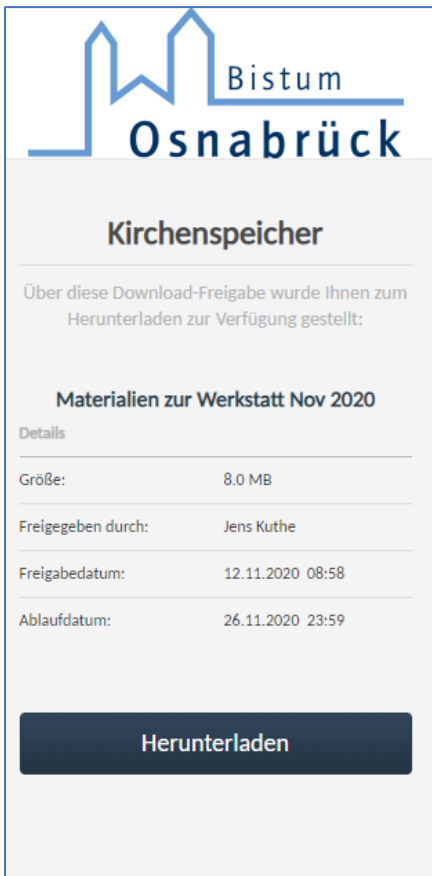 Bistum
Osnabrück
Kirchenspeicher
Über diese Download-Freigabe wurde Ihnen zum
Herunterladen zur Verfügung gestellt:
Materialien zur Werkstatt Nov 2020
Details
Größe: 8.0 MB
Freigegeben durch: Jens Kuthe
Freigabedatum: 12.11.2020 08:58
Ablaufdatum: 26.11.2020 23:59
Herunterladen